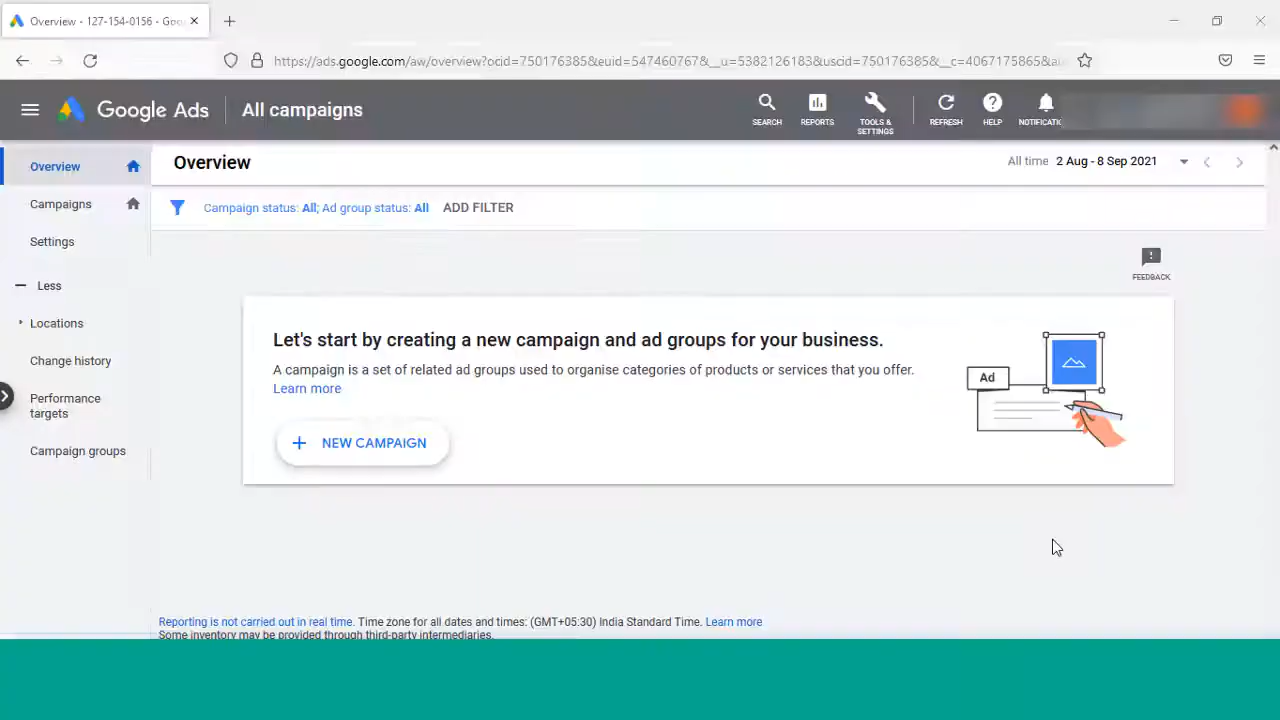 Overview - 127-154-0156 - Goo
https://ads.google.com/aw/overview?ocid=750176385&euid=547460767&__u=5382126183&uscid=750176385&__c=4067175865&a
Google Ads
All campaigns
SEARCH
REPORTS
TOOLS &
SETTINGS
REFRESH
HELP
NOTIFICATIO
Overview
Campaigns
Settings
Less
Locations
Change history
Performance
targets
Campaign groups
Overview
All time 2 Aug - 8 Sep 2021
Campaign status: All; Ad group status: All ADD FILTER
FEEDBACK
Let's start by creating a new campaign and ad groups for your business.
A campaign is a set of related ad groups used to organise categories of products or services that you offer.
Learn more
+ NEW CAMPAIGN
Ad
Reporting is not carried out in real time. Time zone for all dates and times: (GMT+05:30) India Standard Time. Learn more
Some inventory may be provided through third-party intermediaries.